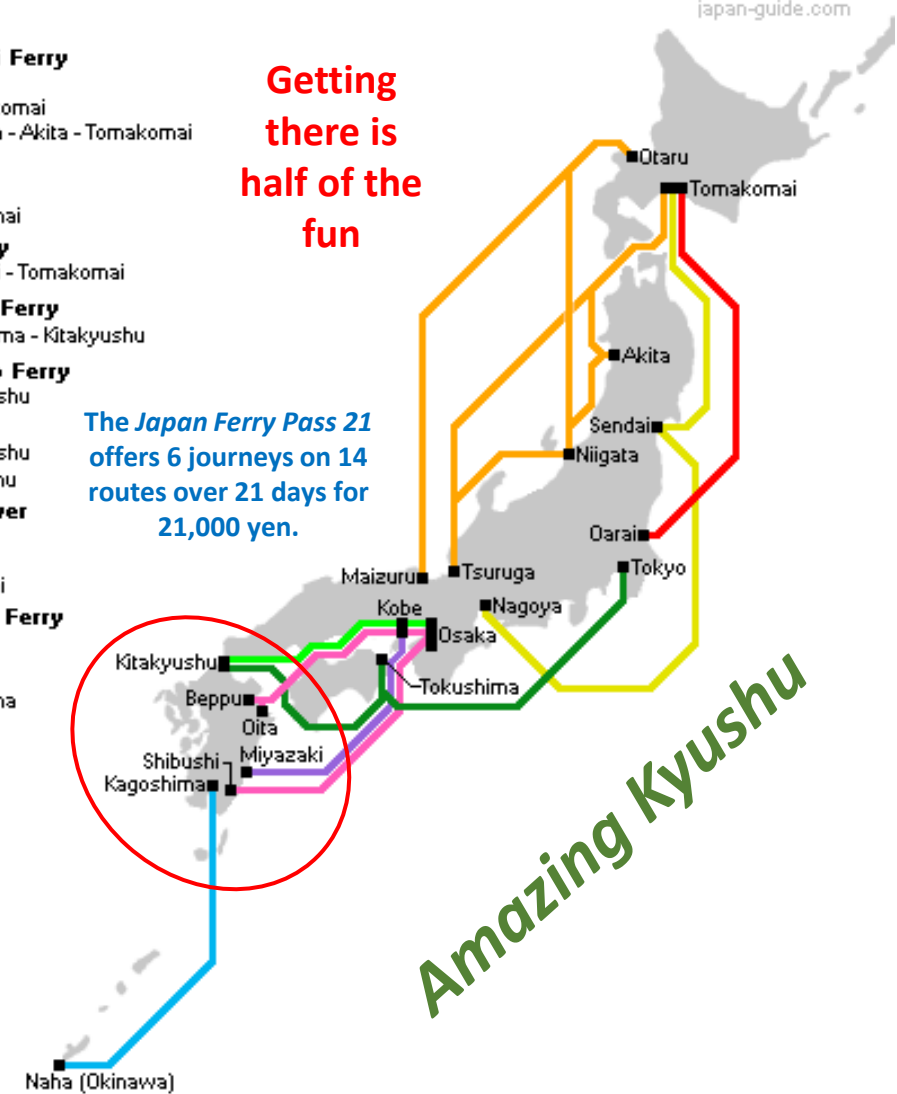 japan-guide.com
Ferry
Getting
there is
half of the
fun
omai
- Akita - Tomakomai
Otaru
Tomakomai
nai
y
- Tomakomai
Ferry
ma - Kitakyushu
Ferry
shu
Akita
The Japan Ferry Pass 21
offers 6 journeys on 14
routes over 21 days for
21,000 yen.
shu
nu
ver
i
Ferry
na
Sendai
Niigata
Oarai
Tokyo
Maizuru
Tsuruga
Nagoya
Kobe
Osaka
Kitakyushu
Tokushima
Beppu
Oita
Miyazaki
Shibushi
Kagoshima
Amazing Kyushu
Naha (Okinawa)